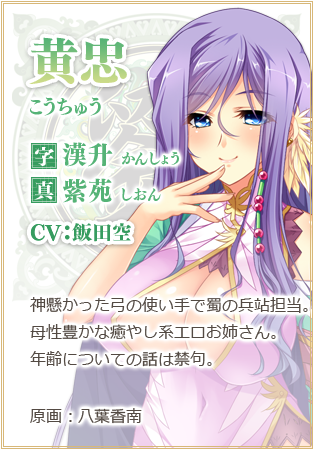 黄忠
こうちゅう
字 漢升 かんしょう
真 紫苑 しおん
CV:飯田空
神懸かった弓の使い手で蜀の兵站担当。
母性豊かな癒やし系エロお姉さん。
年齢についての話は禁句。
原画：八葉香南